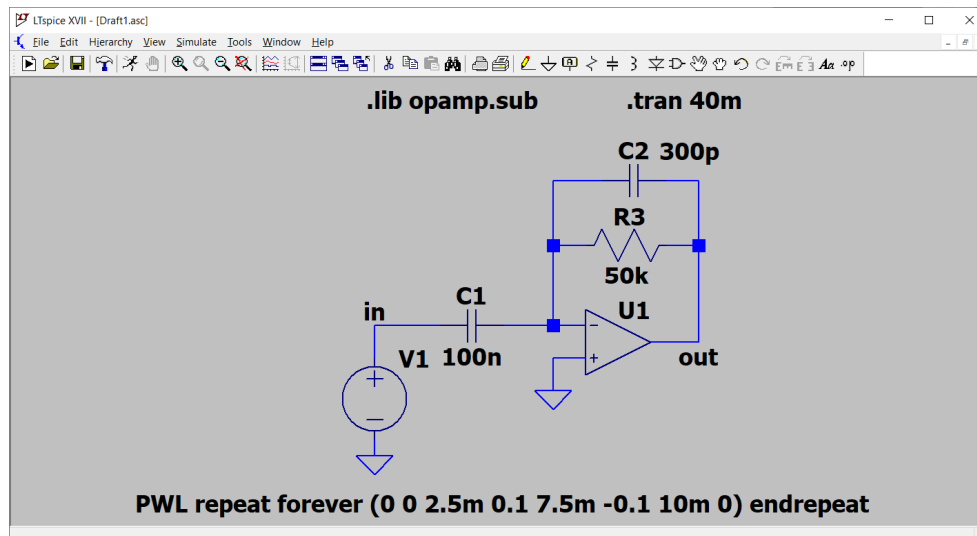 LTspice XVII - [Draft1.asc]
File Edit Hierarchy View Simulate Tools Window Help
Aa .op
.lib opamp.sub .tran 40m
C2 300p
R3
50k
C1
U1
in
V1 100n
out
PWL repeat forever (0 0 2.5m 0.1 7.5m -0.1 10m 0) endrepeat